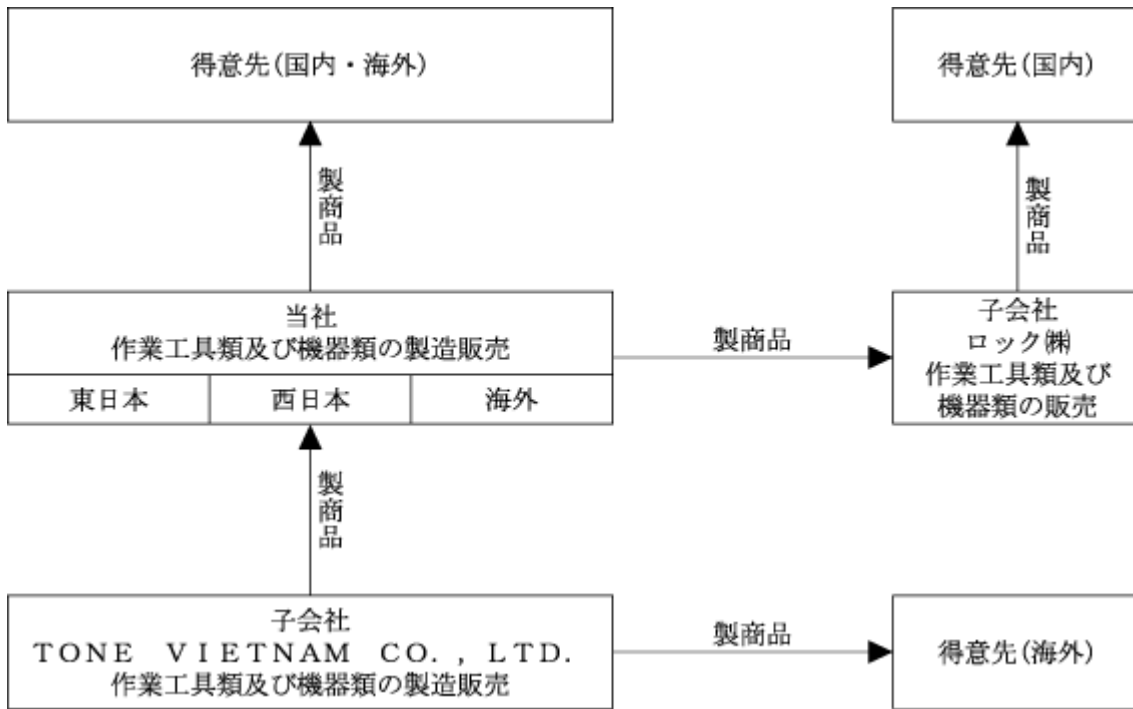 得意先(国内・海外)
得意先(国内)
製商品
製商品
当社
作業工具類及び機器類の製造販売
東日本
西日本
海外
製商品
子会社
ロック㈱
作業工具類及び
機器類の販売
製商品
子会社
ＴＯＮＥ　ＶＩＥＴＮＡＭ　ＣＯ．，ＬＴＤ．
作業工具類及び機器類の製造販売
製商品
得意先(海外)